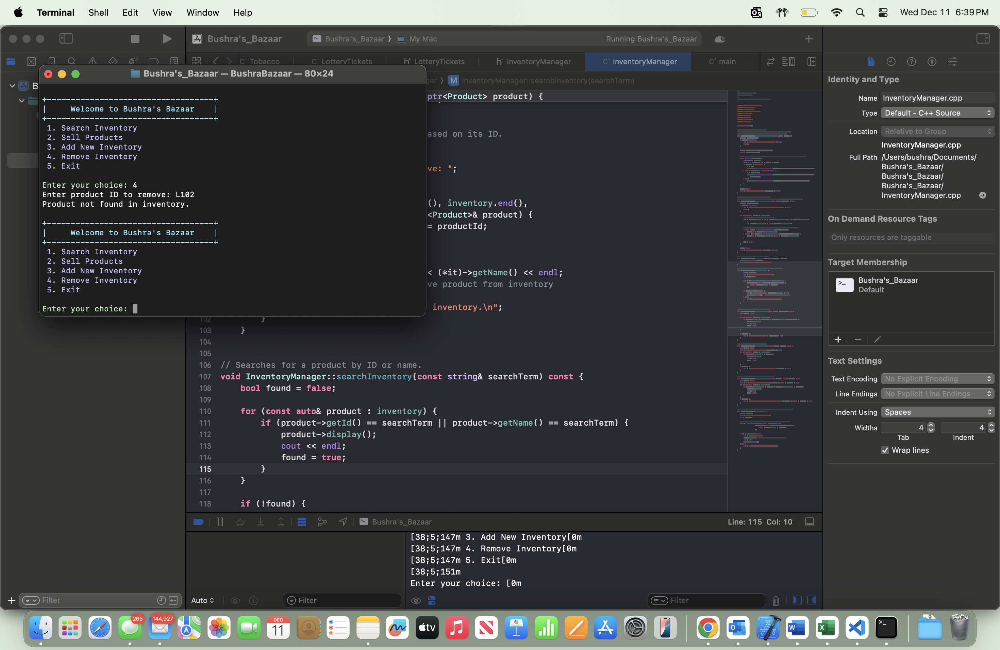 Terminal Shell Edit View Window Help Wed Dec 11 6:39 PM
Bushra's_Bazaar Bushra's_Bazaar ⟩ My Mac Running Bushra's_Bazaar
Tobacco LotteryTickets LotteryTickets InventoryManager InventoryManager main
Bushra's_Bazaar — BushraBazaar — 80×24
+-----------------------------------+
| Welcome to Bushra's Bazaar |
+-----------------------------------+
1. Search Inventory
2. Sell Products
3. Add New Inventory
4. Remove Inventory
5. Exit
Enter your choice: 4
Enter product ID to remove: L102
Product not found in inventory.
+-----------------------------------+
| Welcome to Bushra's Bazaar |
+-----------------------------------+
1. Search Inventory
2. Sell Products
3. Add New Inventory
4. Remove Inventory
5. Exit
Enter your choice:
B
ger ⟩ M InventoryManager::searchInventory(searchTerm)
ptr<Product> product) {
ased on its ID.
ve: ";
(), inventory.end(),
<Product>& product) {
= productId;
< (*it)->getName() << endl;
ve product from inventory
inventory.\n";
102 }
103 }
104
105
106 // Searches for a product by ID or name.
107 void InventoryManager::searchInventory(const string& searchTerm) const {
108 bool found = false;
109
110 for (const auto& product : inventory) {
111 if (product->getId() == searchTerm || product->getName() == searchTerm) {
112 product->display();
113 cout << endl;
114 found = true;
115 }
116 }
117
118 if (!found) {
Bushra's_Bazaar Line: 115 Col: 10
[38;5;147m 3. Add New Inventory[0m
[38;5;147m 4. Remove Inventory[0m
[38;5;147m 5. Exit[0m
[38;5;151m
Enter your choice: [0m
Filter Auto Filter Filter
Identity and Type
Name InventoryManager.cpp
Type Default - C++ Source
Location Relative to Group
InventoryManager.cpp
Full Path /Users/bushra/Documents/
Bushra's_Bazaar/
Bushra's_Bazaar/
Bushra's_Bazaar/
InventoryManager.cpp
On Demand Resource Tags
Only resources are taggable
Target Membership
Bushra's_Bazaar
Default
Text Settings
Text Encoding No Explicit Encoding
Line Endings No Explicit Line Endings
Indent Using Spaces
Widths 4 4
Tab Indent
Wrap lines
265 144,927 DEC 11 tv